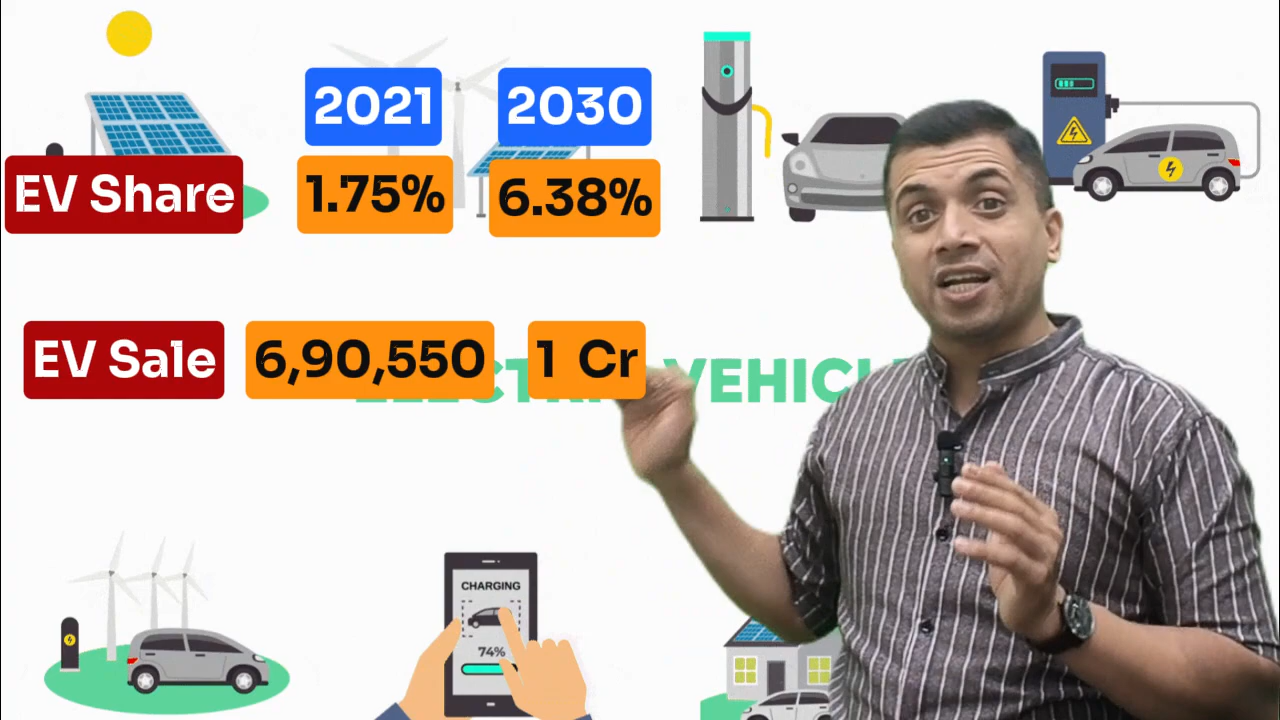 2021 2030
EV Share 1.75% 6.38%
EV Sale 6,90,550 1 Cr
CHARGING
74%